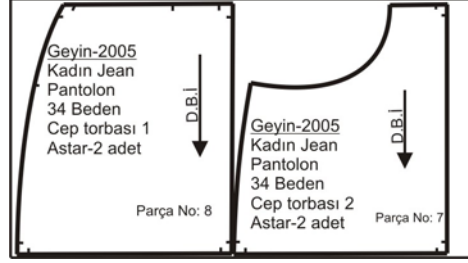 Geyin-2005
Kadın Jean
Pantolon
34 Beden
Cep torbası 1
Astar-2 adet
D.B.İ
Parça No: 8
Geyin-2005
Kadın Jean
Pantolon
34 Beden
Cep torbası 2
Astar-2 adet
D.B.İ
Parça No: 7